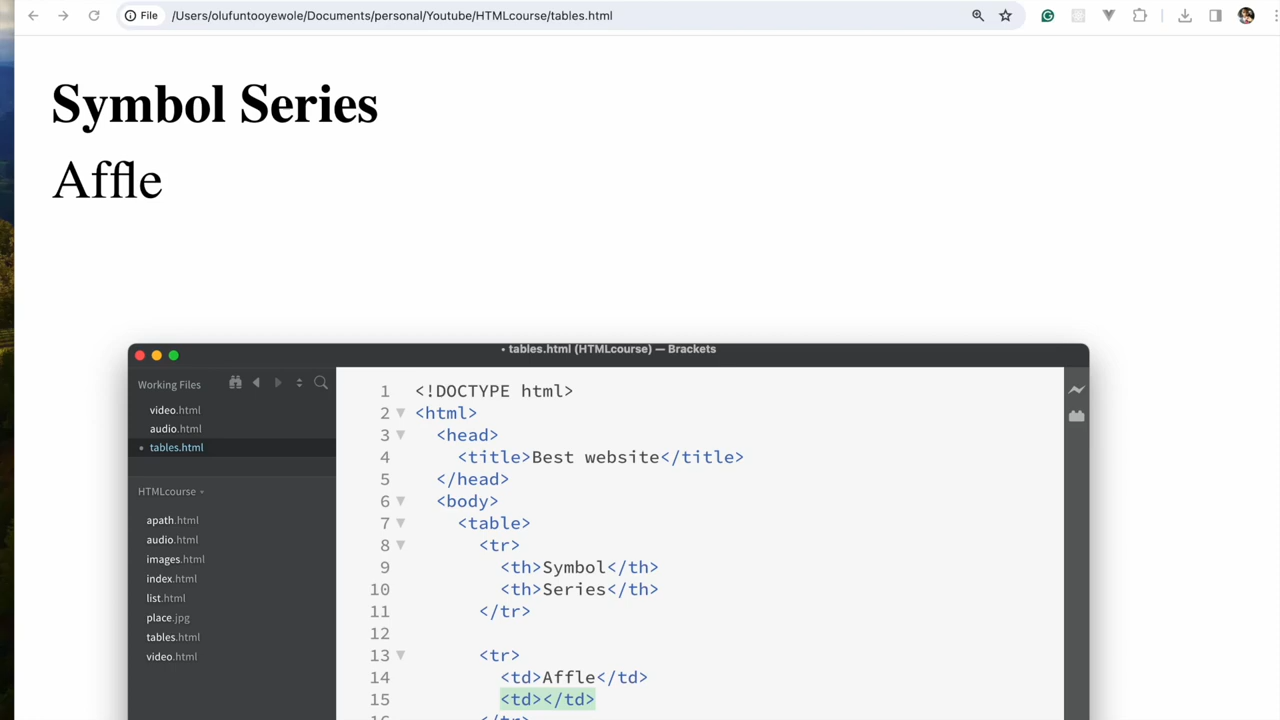 File /Users/olufuntooyewole/Documents/personal/Youtube/HTMLcourse/tables.html
Symbol Series
Affle
• tables.html (HTMLcourse) — Brackets
Working Files
video.html
audio.html
tables.html
HTMLcourse
apath.html
audio.html
images.html
index.html
list.html
place.jpg
tables.html
video.html
1 <!DOCTYPE html>
2 <html>
3 <head>
4 <title>Best website</title>
5 </head>
6 <body>
7 <table>
8 <tr>
9 <th>Symbol</th>
10 <th>Series</th>
11 </tr>
12
13 <tr>
14 <td>Affle</td>
15 <td></td>
16 </tr>